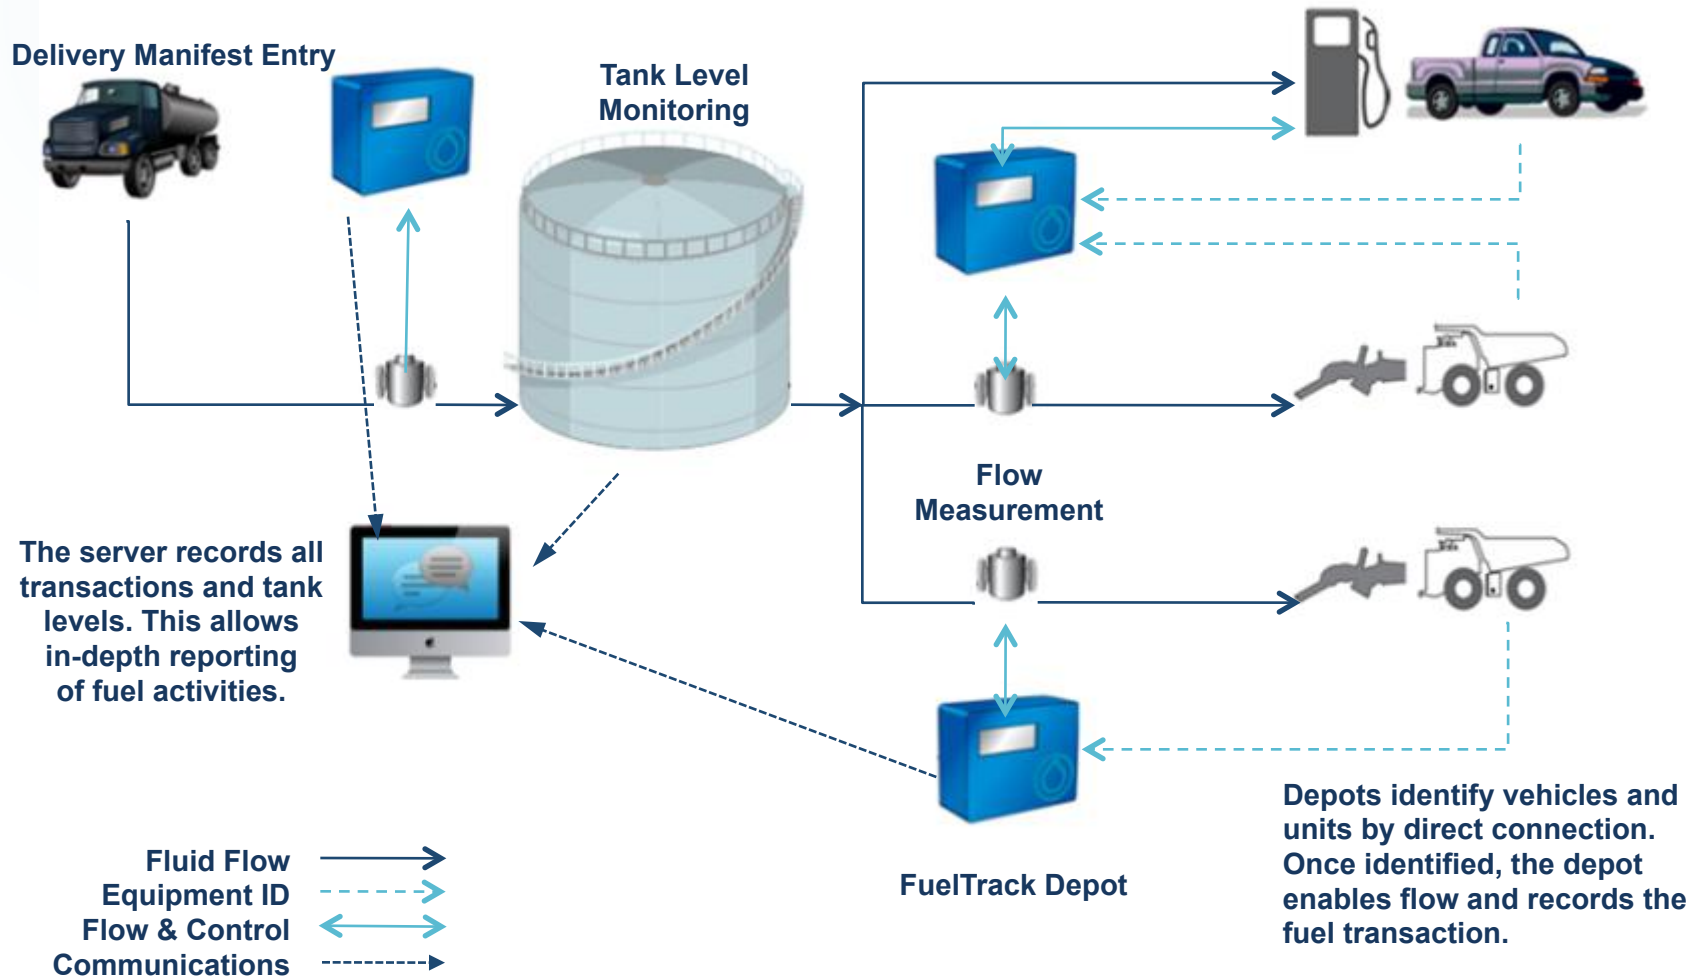 Delivery Manifest Entry
Tank Level
Monitoring
Flow
Measurement
The server records all
transactions and tank
levels. This allows
in-depth reporting
of fuel activities.
FuelTrack Depot
Depots identify vehicles and
units by direct connection.
Once identified, the depot
enables flow and records the
fuel transaction.
Fluid Flow
Equipment ID
Flow & Control
Communications